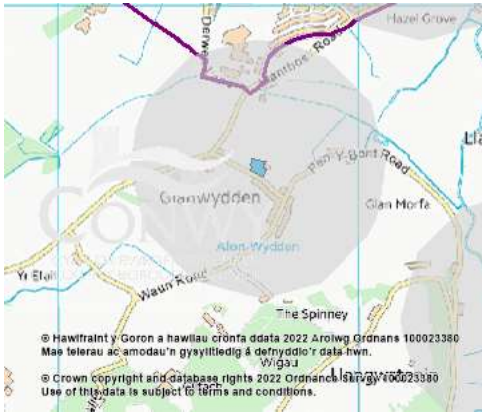 Hazel Grove
Derwe
Road
Pen-Y-Bont Road
Glanwydden
Glan Morfa
CONWY
Afon Wydden
Waun Road
The Spinney
© Hawlfraint y Goron a hawliau cronfa ddata 2022 Arolwg Ordnans 100023380
Mae telerau ac amodau'n gysylltiedig â defnyddio'r data hwn.
Wigau
© Crown copyright and database rights 2022 Ordnance Survey 100023380
Use of this data is subject to terms and conditions.